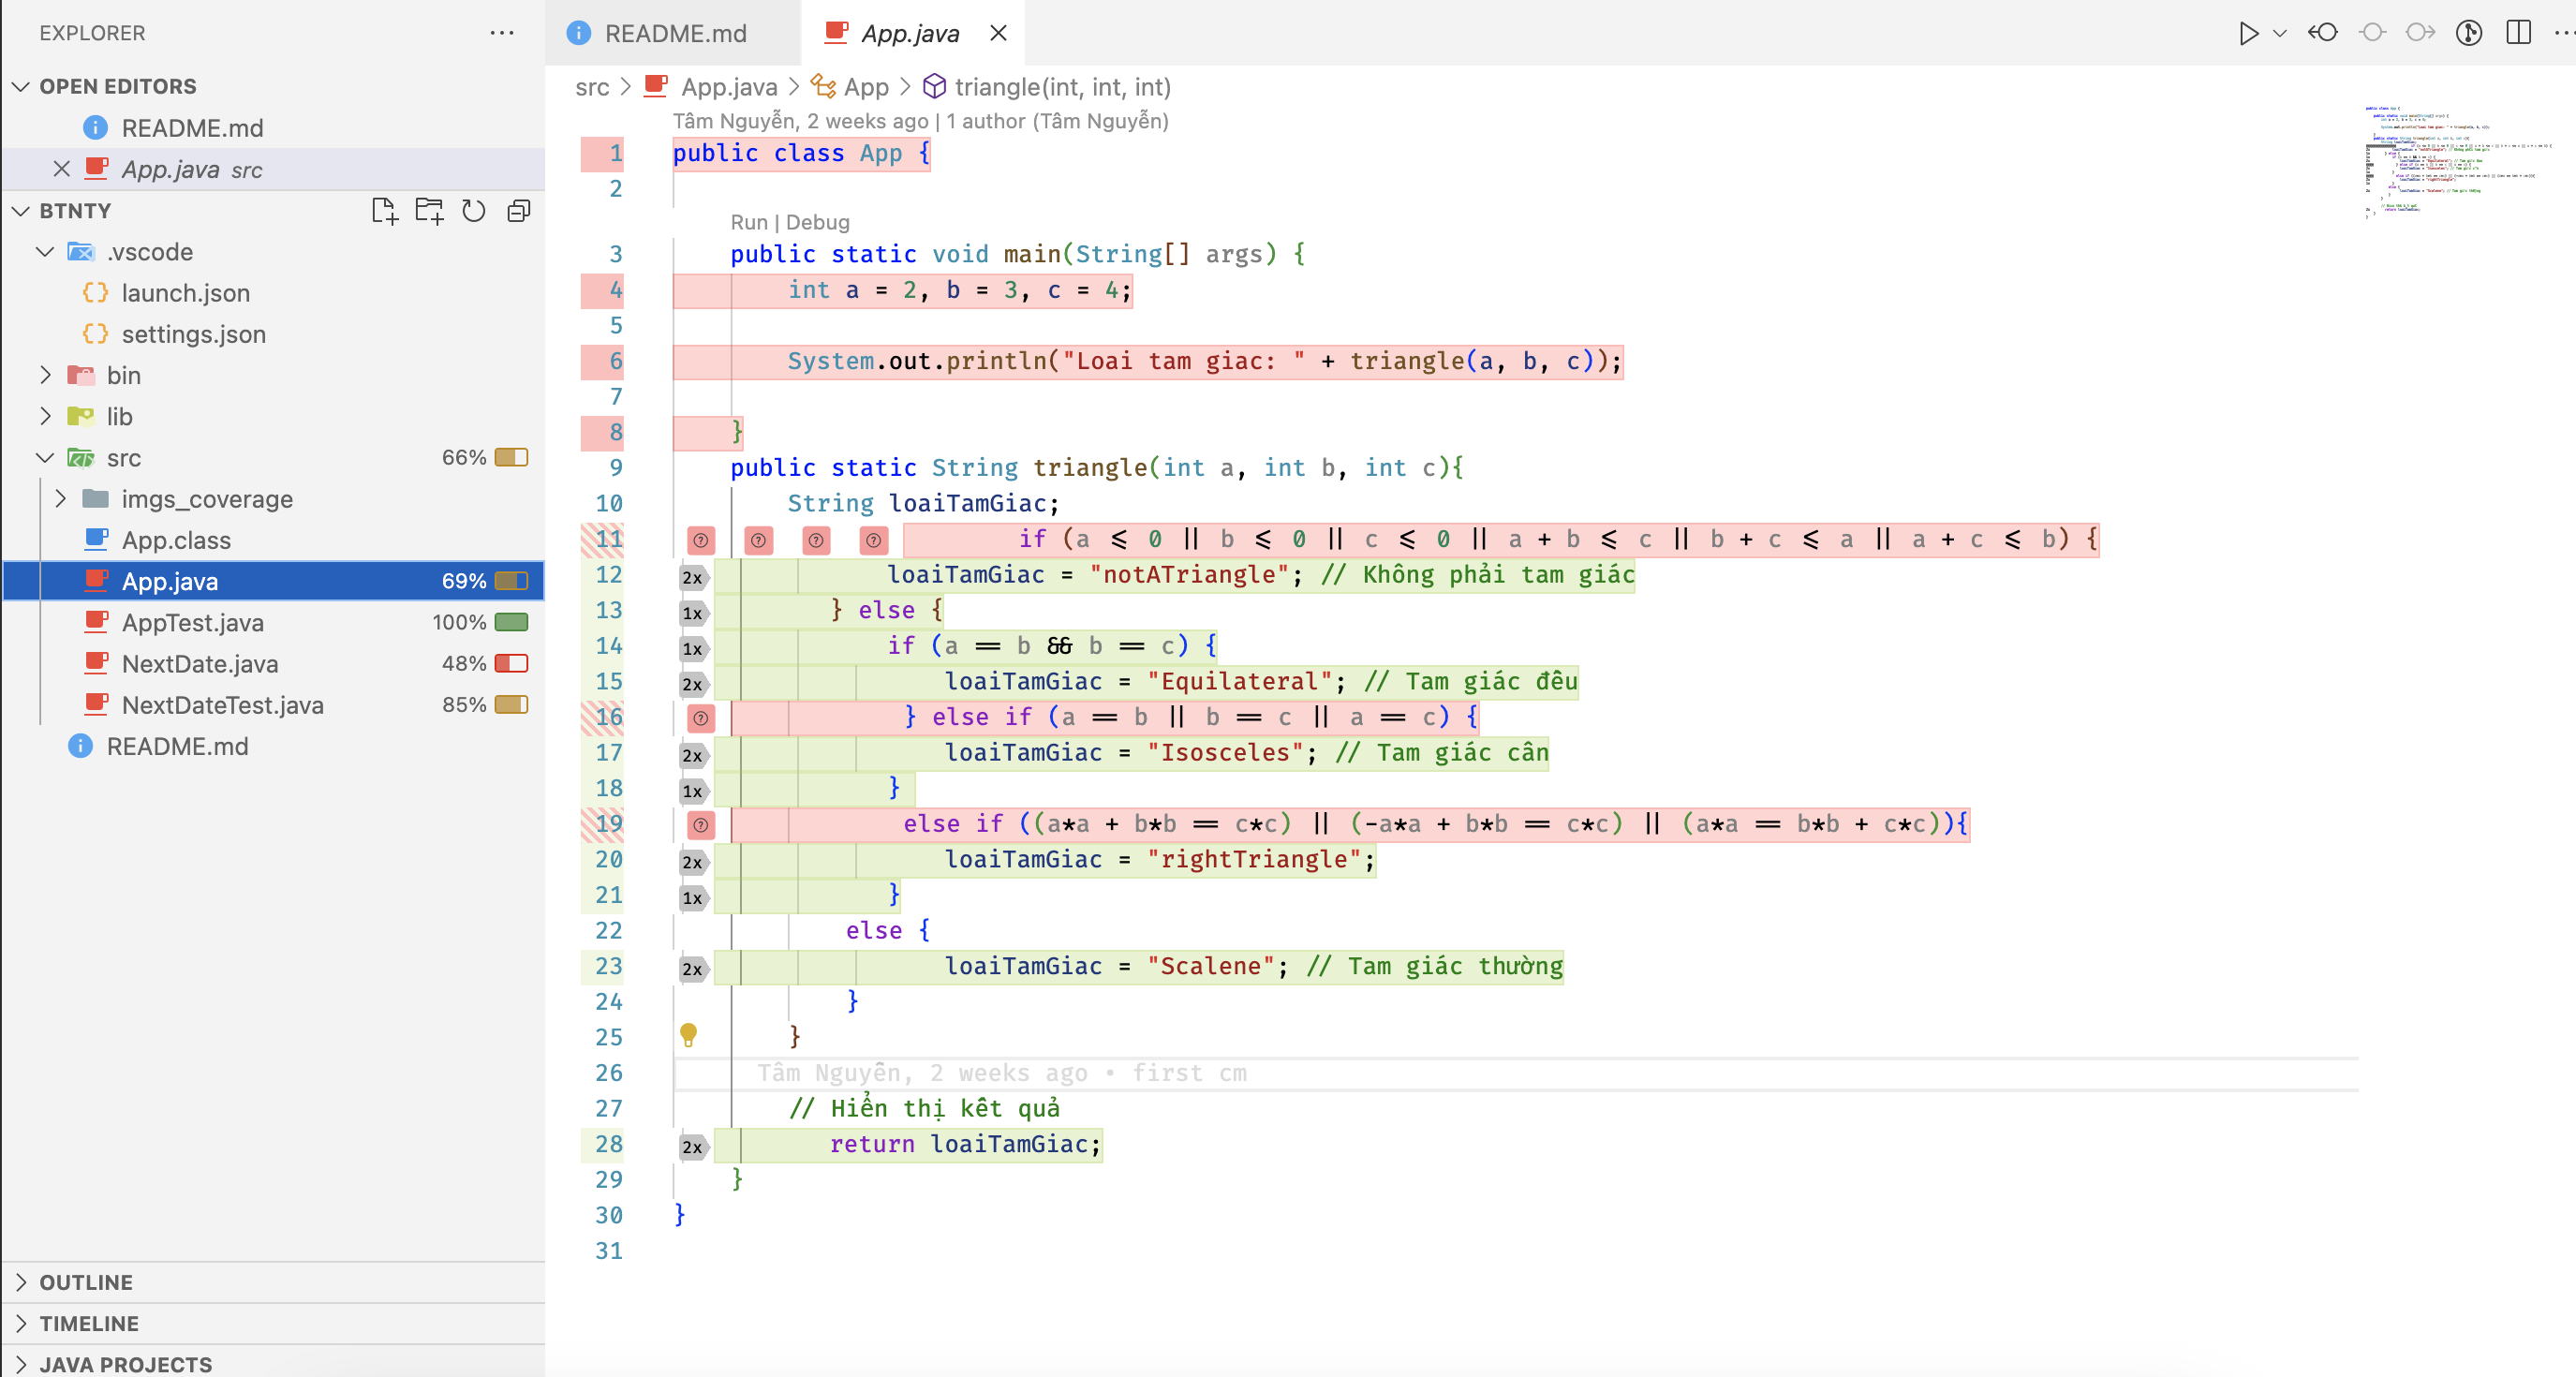 EXPLORER
OPEN EDITORS
README.md
App.java src
BTNTY
.vscode
launch.json
settings.json
bin
lib
src 66%
imgs_coverage
App.class
App.java 69%
AppTest.java 100%
NextDate.java 48%
NextDateTest.java 85%
README.md
OUTLINE
TIMELINE
JAVA PROJECTS
README.md App.java
src > App.java > App > triangle(int, int, int)
Tâm Nguyễn, 2 weeks ago | 1 author (Tâm Nguyễn)
1 public class App {
2
Run | Debug
3 public static void main(String[] args) {
4 int a = 2, b = 3, c = 4;
5
6 System.out.println("Loai tam giac: " + triangle(a, b, c));
7
8 }
9 public static String triangle(int a, int b, int c){
10 String loaiTamGiac;
11 if (a <= 0 || b <= 0 || c <= 0 || a + b <= c || b + c <= a || a + c <= b) {
12 2x loaiTamGiac = "notATriangle"; // Không phải tam giác
13 1x } else {
14 1x if (a == b && b == c) {
15 2x loaiTamGiac = "Equilateral"; // Tam giác đều
16 } else if (a == b || b == c || a == c) {
17 2x loaiTamGiac = "Isosceles"; // Tam giác cân
18 1x }
19 else if ((a*a + b*b == c*c) || (-a*a + b*b == c*c) || (a*a == b*b + c*c)){
20 2x loaiTamGiac = "rightTriangle";
21 1x }
22 else {
23 2x loaiTamGiac = "Scalene"; // Tam giác thường
24 }
25 }
26 Tâm Nguyễn, 2 weeks ago • first cm
27 // Hiển thị kết quả
28 2x return loaiTamGiac;
29 }
30 }
31